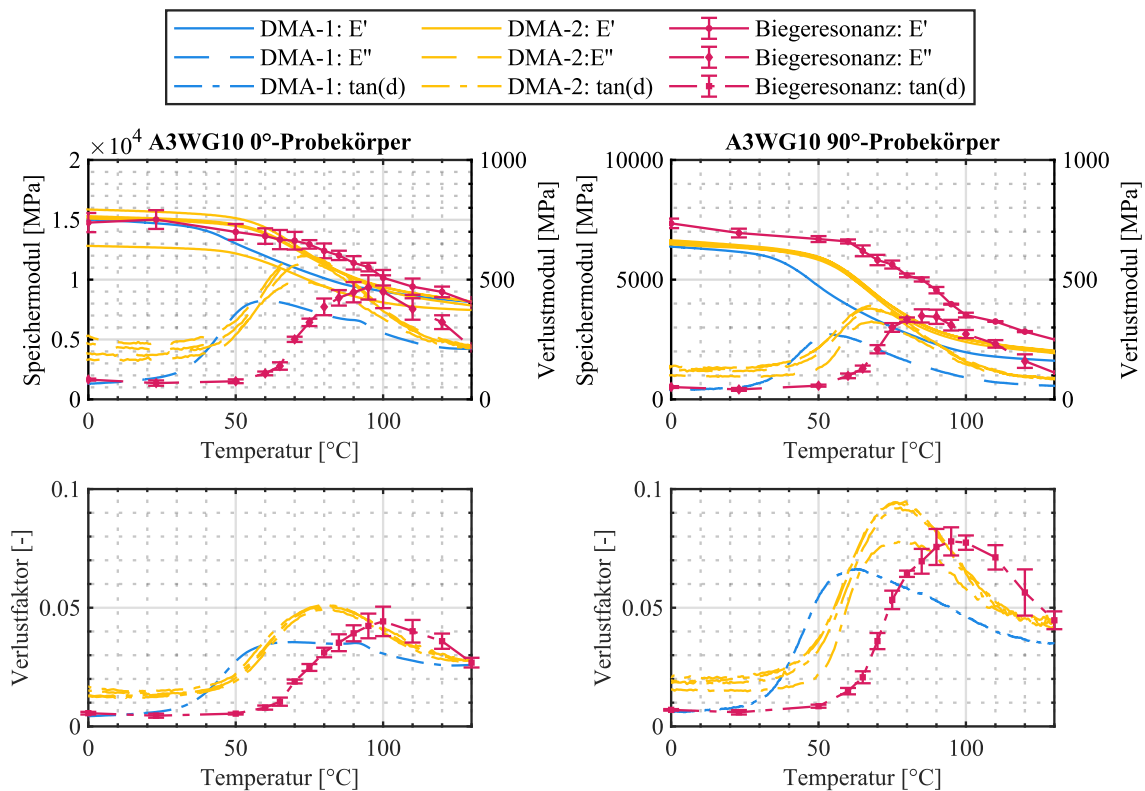 DMA-1: E' DMA-2: E' Biegeresonanz: E'
DMA-1: E" DMA-2:E" Biegeresonanz: E"
DMA-1: tan(d) DMA-2: tan(d) Biegeresonanz: tan(d)
×10⁴ A3WG10 0°-Probekörper
2 1000
1.5
1 500
0.5
0 0
0 50 100
Speichermodul [MPa]
Verlustmodul [MPa]
Temperatur [°C]
A3WG10 90°-Probekörper
10000 1000
5000 500
0 0
0 50 100
Speichermodul [MPa]
Verlustmodul [MPa]
Temperatur [°C]
0.1
0.05
0
0 50 100
Verlustfaktor [-]
Temperatur [°C]
0.1
0.05
0
0 50 100
Verlustfaktor [-]
Temperatur [°C]